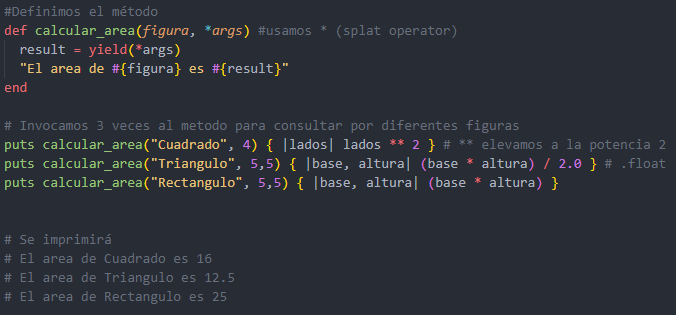 #Definimos el método
def calcular_area(figura, *args) #usamos * (splat operator)
  result = yield(*args)
  "El area de #{figura} es #{result}"
end
# Invocamos 3 veces al metodo para consultar por diferentes figuras
puts calcular_area("Cuadrado", 4) { |lados| lados ** 2 } # ** elevamos a la potencia 2
puts calcular_area("Triangulo", 5,5) { |base, altura| (base * altura) / 2.0 } # .float
puts calcular_area("Rectangulo", 5,5) { |base, altura| (base * altura) }
# Se imprimirá
# El area de Cuadrado es 16
# El area de Triangulo es 12.5
# El area de Rectangulo es 25